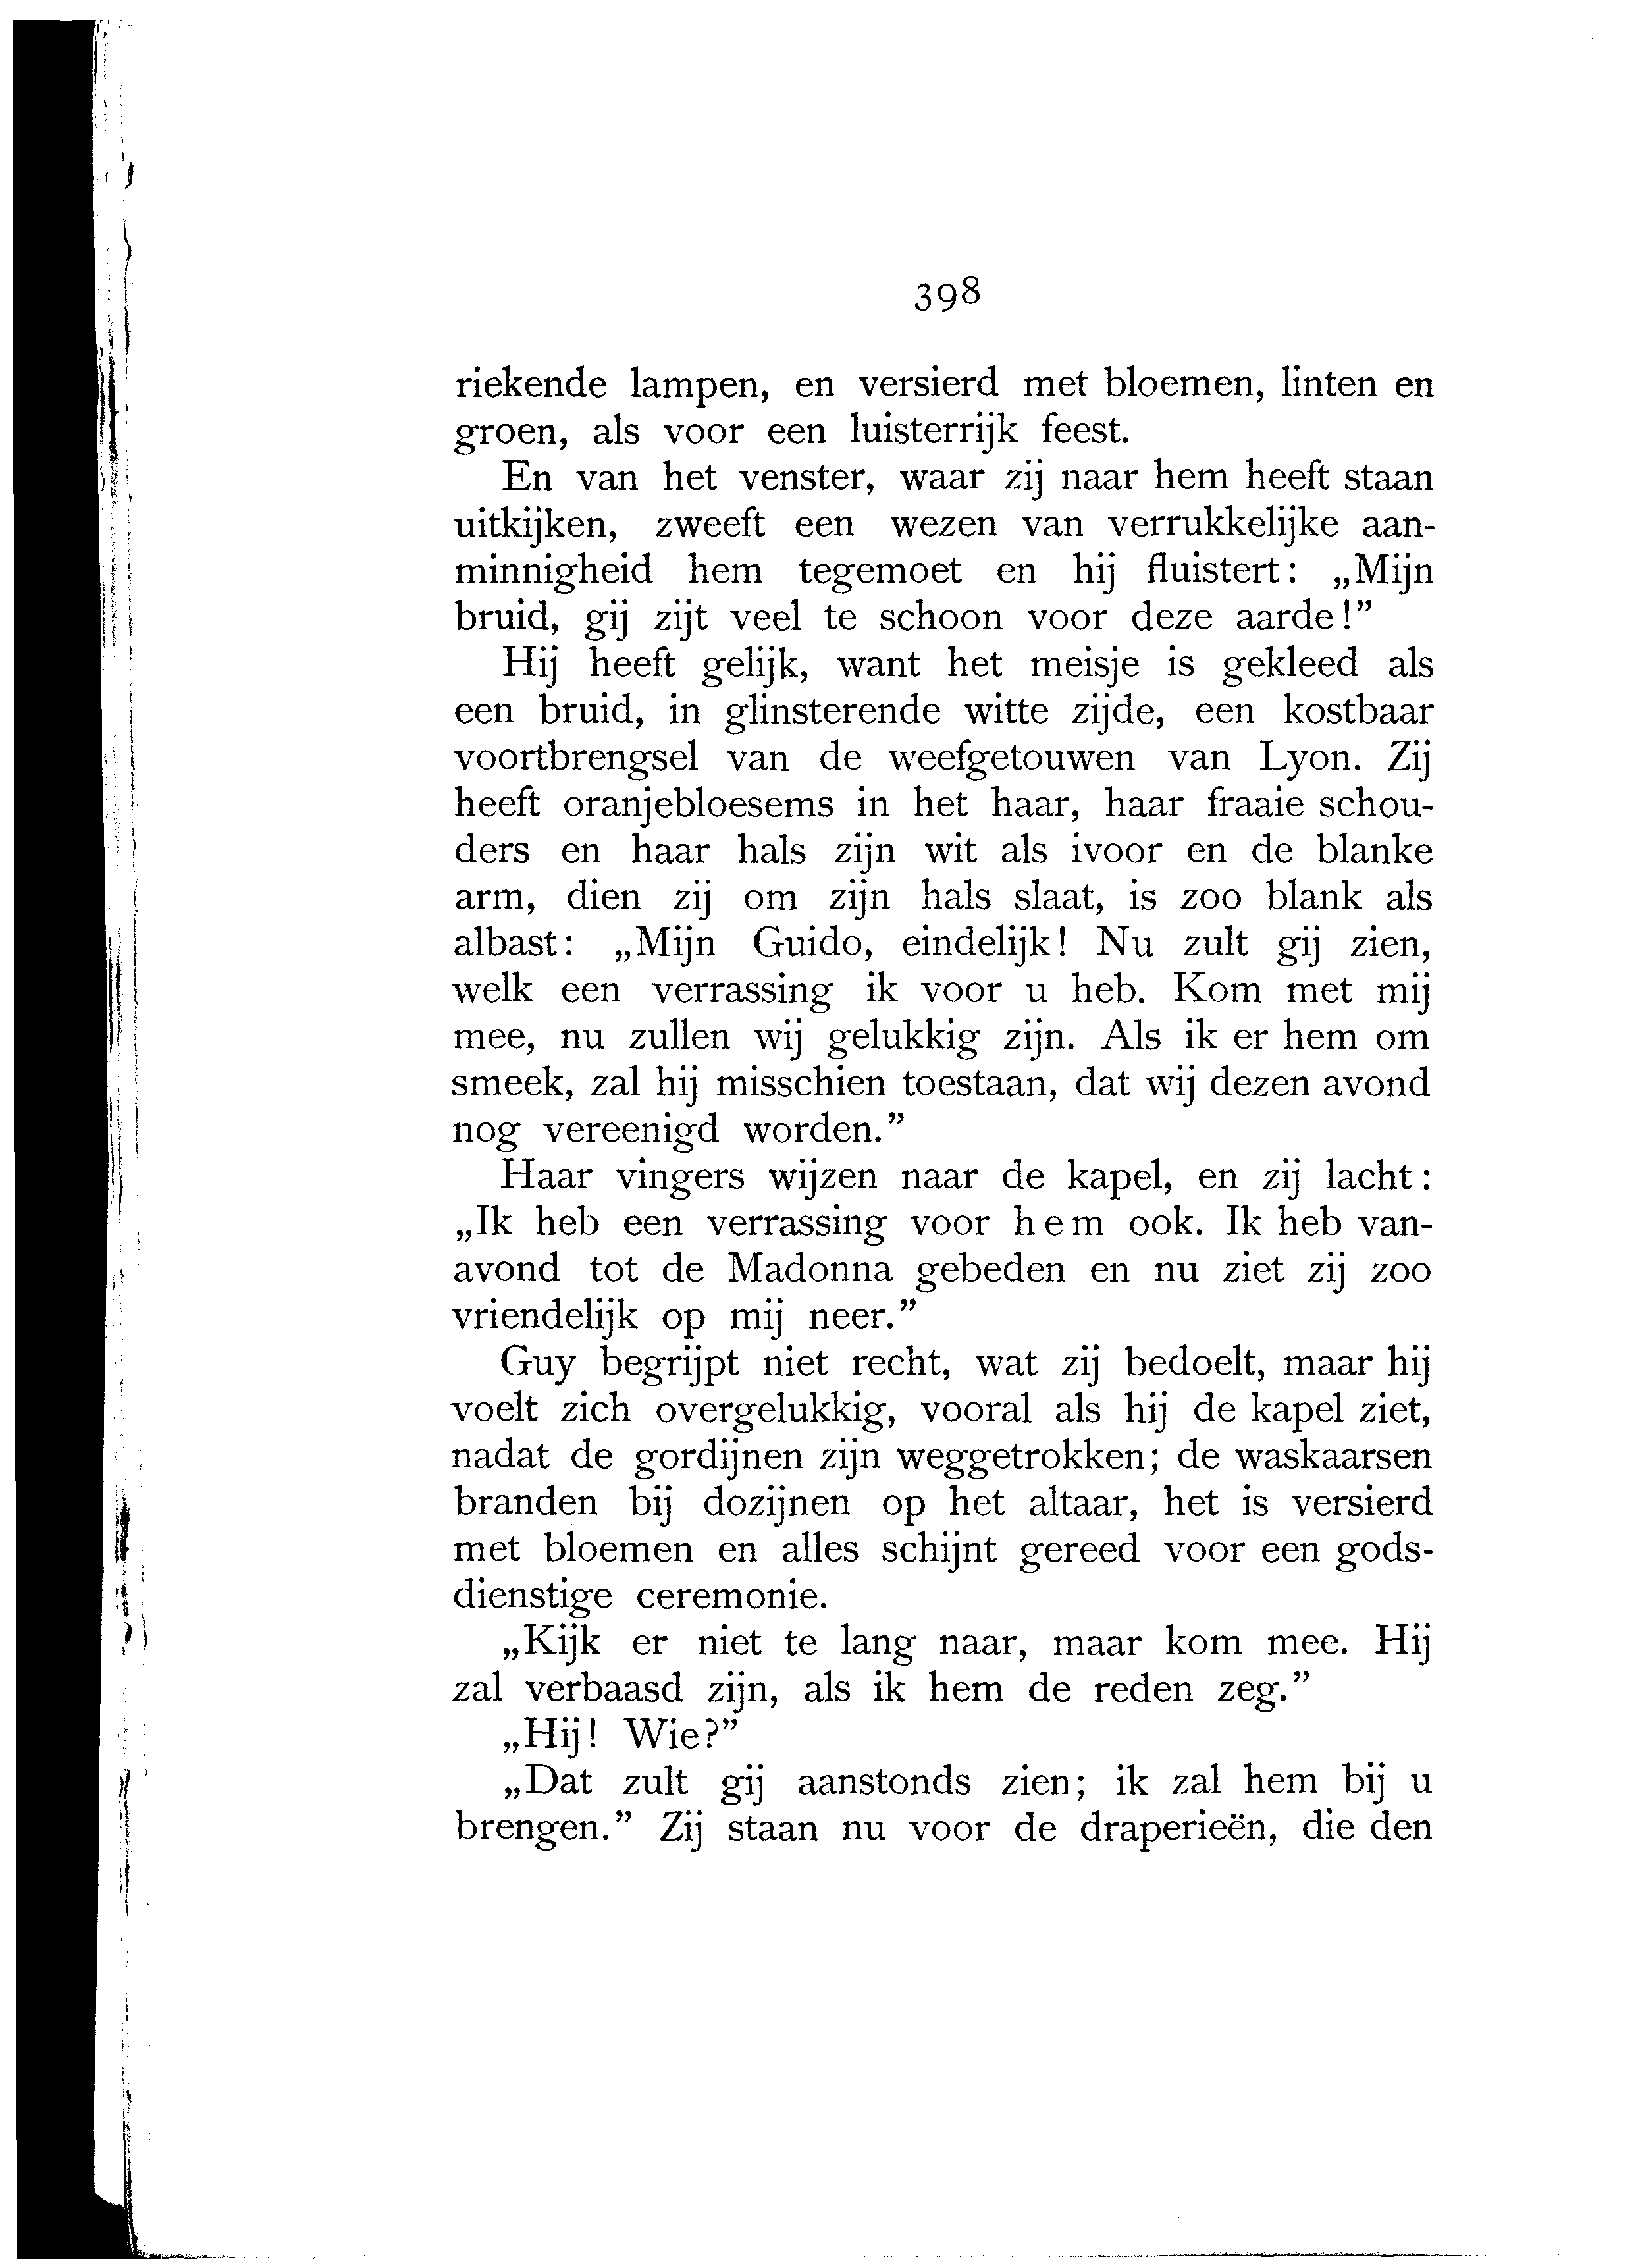 398
riekende lampen, en versierd met bloemen, linten en
groen, als voor een luisterrijk feest.
En van het venster, waar zij naar hem heeft staan
uitkijken, zweeft een wezen van verrukkelijke aan-
minnigheid hem tegemoet en hij fluistert: „Mijn
bruid, gij zijt veel te schoon voor deze aarde!”
Hij heeft gelijk, want het meisje is gekleed als
een bruid, in glinsterende witte zijde, een kostbaar
voortbrengsel van de weefgetouwen van Lyon. Zij
heeft oranjebloesems in het haar, haar fraaie schou-
ders en haar hals zijn wit als ivoor en de blanke
arm, dien zij om zijn hals slaat, is zoo blank als
albast: „Mijn Guido, eindelijk! Nu zult gij zien,
welk een verrassing ik voor u heb. Kom met mij
mee, nu zullen wij gelukkig zijn. Als ik er hem om
smeek, zal hij misschien toestaan, dat wij dezen avond
nog vereenigd worden.”
Haar vingers wijzen naar de kapel, en zij lacht:
„Ik heb een verrassing voor hem ook. Ik heb van-
avond tot de Madonna gebeden en nu ziet zij zoo
vriendelijk op mij neer.”
Guy begrijpt niet recht, wat zij bedoelt, maar hij
voelt zich overgelukkig, vooral als hij de kapel ziet,
nadat de gordijnen zijn weggetrokken; de waskaarsen
branden bij dozijnen op het altaar, het is versierd
met bloemen en alles schijnt gereed voor een gods-
dienstige ceremonie.
„Kijk er niet te lang naar, maar kom mee. Hij
zal verbaasd zijn, als ik hem de reden zeg.”
„Hij! Wie?”
„Dat zult gij aanstonds zien; ik zal hem bij u
brengen.” Zij staan nu voor de draperieën, die den